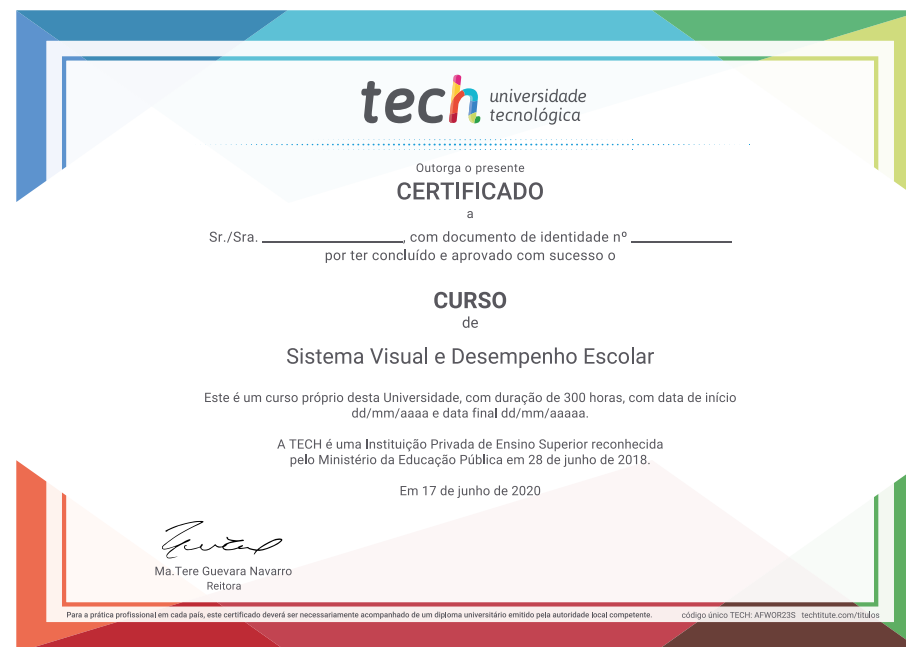 tech universidade
tecnológica
Outorga o presente
CERTIFICADO
a
Sr./Sra. ____________________, com documento de identidade nº ______________
por ter concluído e aprovado com sucesso o
CURSO
de
Sistema Visual e Desempenho Escolar
Este é um curso próprio desta Universidade, com duração de 300 horas, com data de início
dd/mm/aaaa e data final dd/mm/aaaaa.
A TECH é uma Instituição Privada de Ensino Superior reconhecida
pelo Ministério da Educação Pública em 28 de junho de 2018.
Em 17 de junho de 2020
Ma.Tere Guevara Navarro
Reitora
Para a prática profissional em cada país, este certificado deverá ser necessariamente acompanhado de um diploma universitário emitido pela autoridade local competente. código único TECH: AFWOR23S techtitute.com/titulos